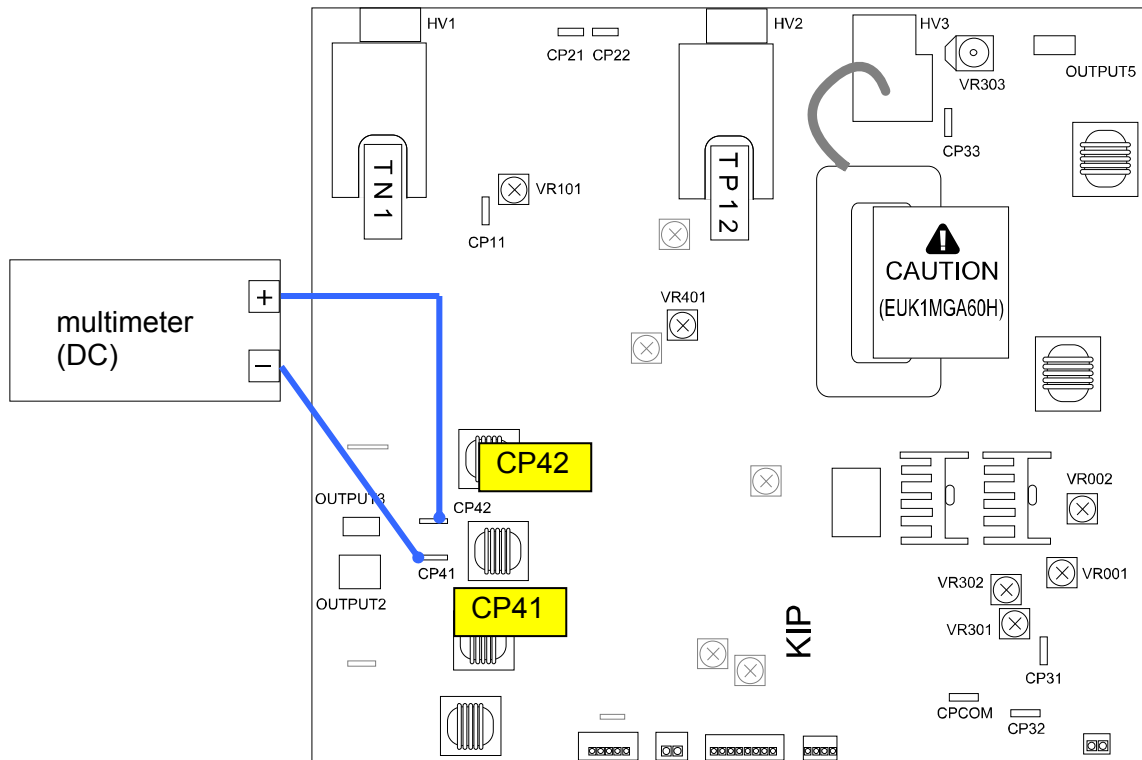 HV1
HV2
HV3
CP21 CP22
VR303
OUTPUT5
CP33
TN1
TP12
VR101
CP11
CAUTION
(EUK1MGA60H)
VR401
+
multimeter
(DC)
−
CP42
OUTPUT3
CP42
VR002
CP41
OUTPUT2
CP41
VR001
VR302
VR301
KIP
CP31
CPCOM
CP32